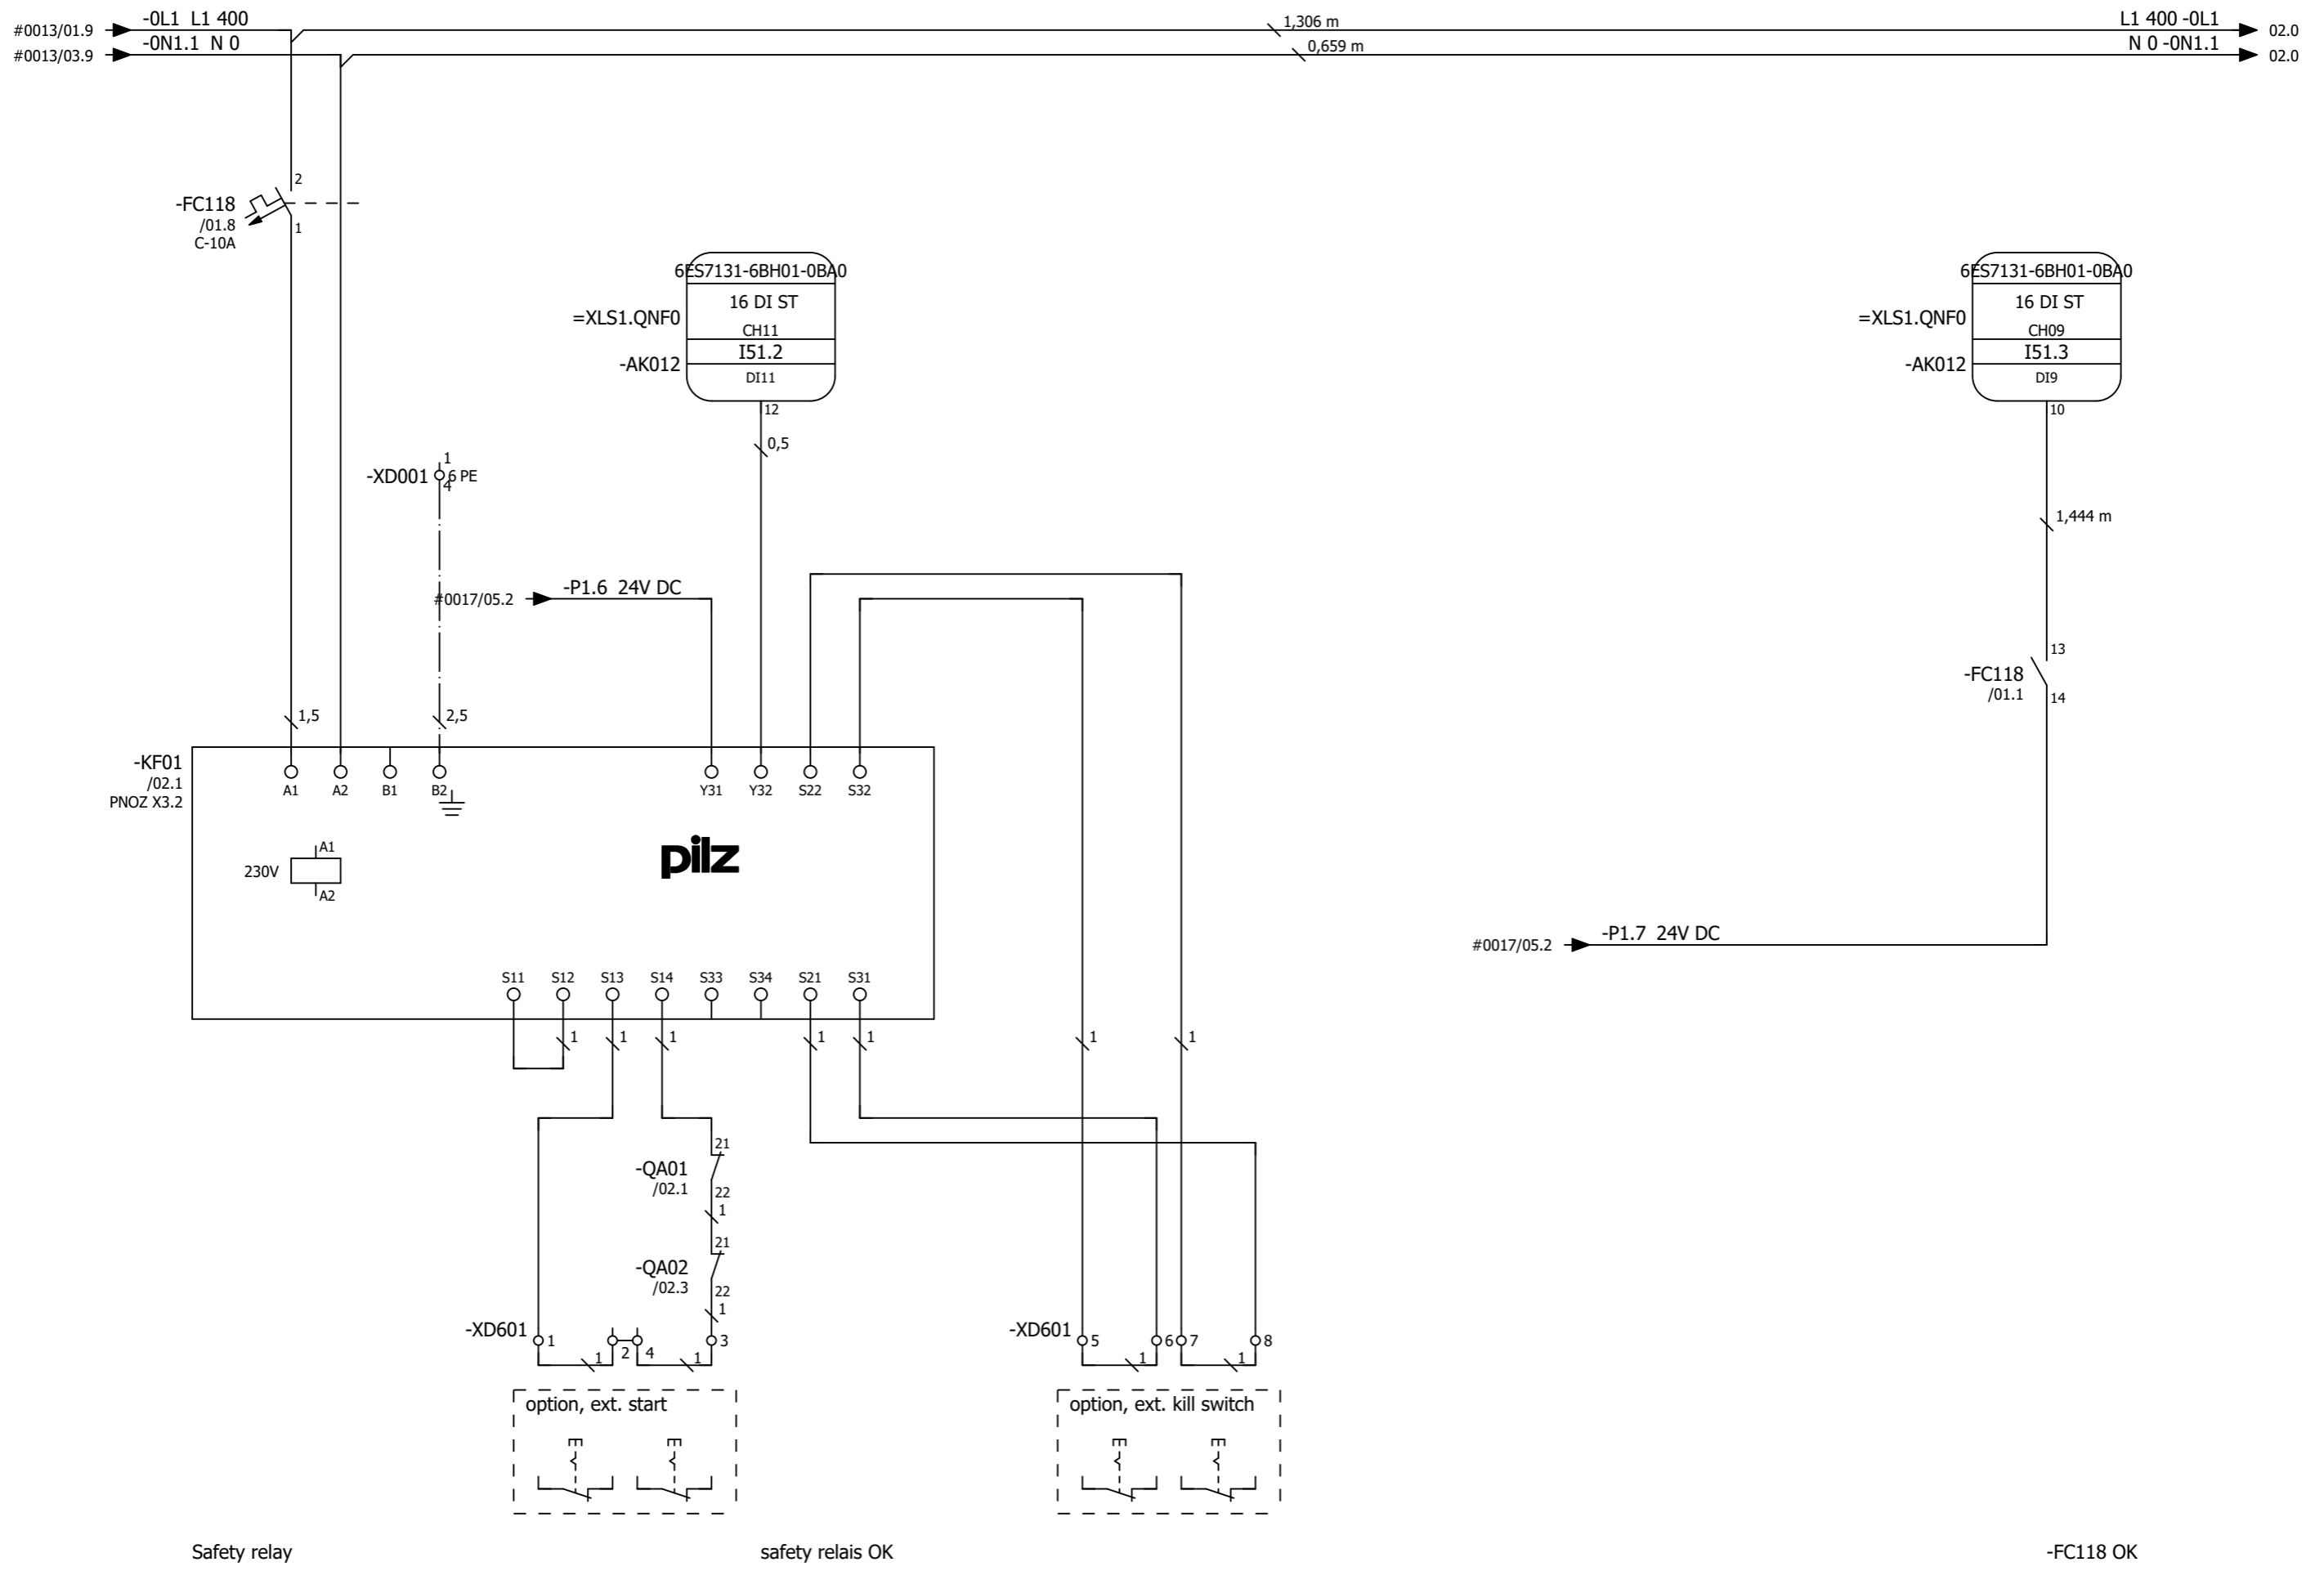 #0013/01.9 -0L1 L1 400 1,306 m L1 400 -0L1 02.0
#0013/03.9 -0N1.1 N 0 0,659 m N 0 -0N1.1 02.0
2
-FC118
/01.8
C-10A
1
6ES7131-6BH01-0BA0
16 DI ST
=XLS1.QNF0
CH11
I51.2
-AK012
DI11
12
0,5
6ES7131-6BH01-0BA0
16 DI ST
=XLS1.QNF0
CH09
I51.3
-AK012
DI9
10
1,444 m
1
-XD001 6 PE
4
#0017/05.2 -P1.6 24V DC
13
-FC118
/01.1
14
1,5 2,5
-KF01
/02.1
PNOZ X3.2
A1 A2 B1 B2 Y31 Y32 S22 S32
pilz
A1
230V
A2
#0017/05.2 -P1.7 24V DC
S11 S12 S13 S14 S33 S34 S21 S31
1 1 1 1 1 1 1
21
-QA01
/02.1
22
1
21
-QA02
/02.3
22
1
-XD601 1 2 4 3
1 1
-XD601 5 6 7 8
1 1
option, ext. start
option, ext. kill switch
Safety relay
safety relais OK
-FC118 OK